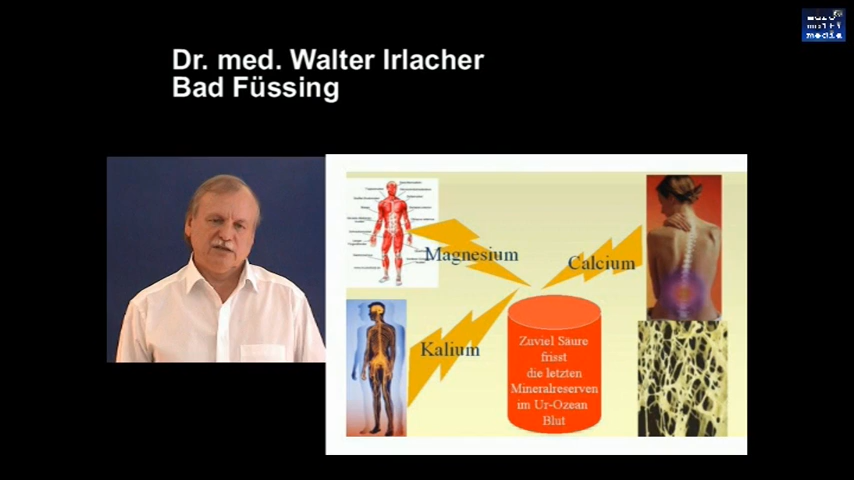 Dr. med. Walter Irlacher
Bad Füssing
media
Magnesium
Calcium
Kalium
Zuviel Säure
frisst
die letzten
Mineralreserven
im Ur-Ozean
Blut